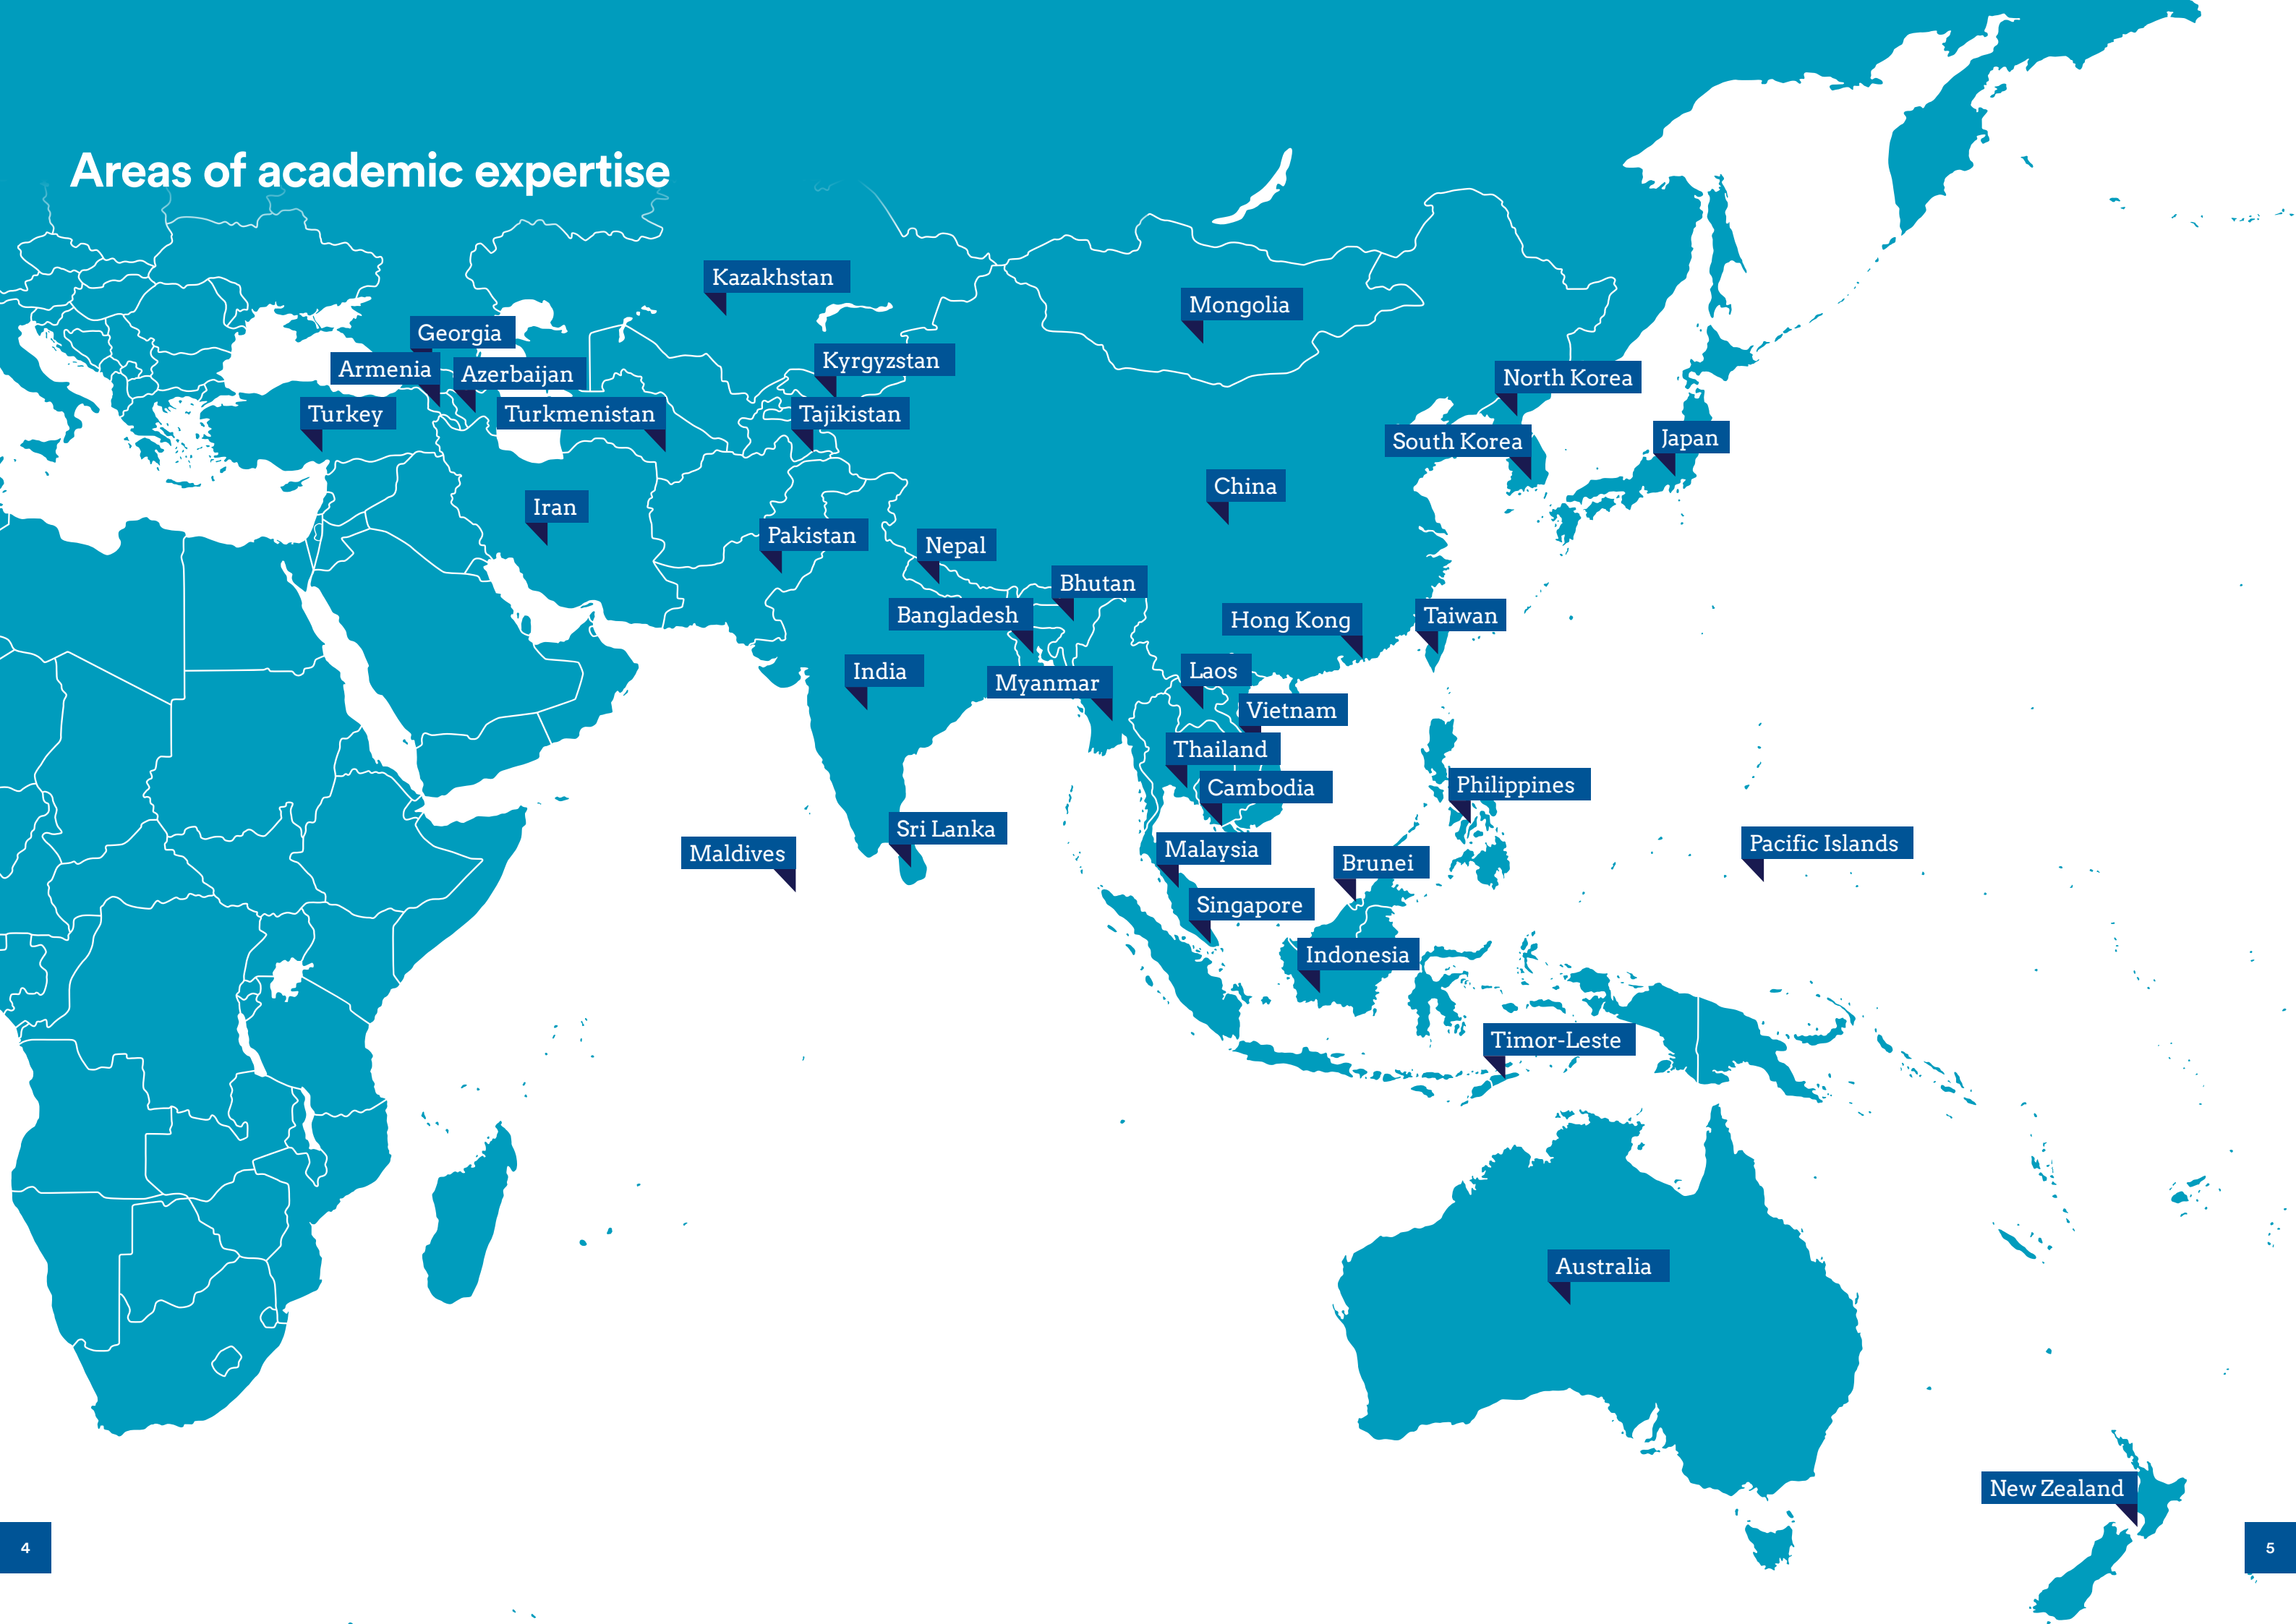 Areas of academic expertise
Kazakhstan
Mongolia
Georgia
Armenia
Azerbaijan
Kyrgyzstan
North Korea
Turkey
Turkmenistan
Tajikistan
South Korea
Japan
China
Iran
Pakistan
Nepal
Bhutan
Bangladesh
Hong Kong
Taiwan
India
Myanmar
Laos
Vietnam
Thailand
Cambodia
Philippines
Sri Lanka
Maldives
Malaysia
Brunei
Pacific Islands
Singapore
Indonesia
Timor-Leste
Australia
New Zealand
4
5